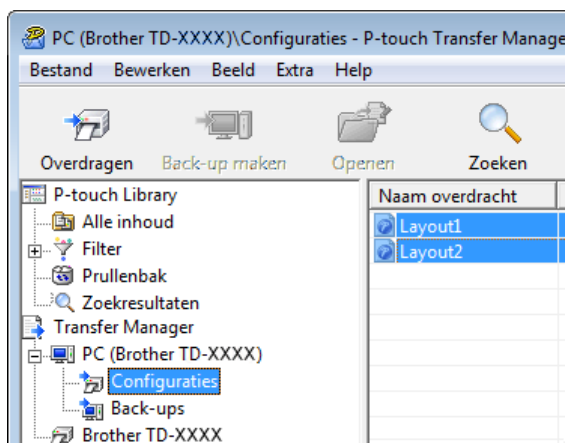 PC (Brother TD-XXXX)\Configuraties - P-touch Transfer Manage
Bestand Bewerken Beeld Extra Help
Overdragen Back-up maken Openen Zoeken
P-touch Library
Alle inhoud
Filter
Prullenbak
Zoekresultaten
Transfer Manager
PC (Brother TD-XXXX)
Configuraties
Back-ups
Brother TD-XXXX
Naam overdracht
Layout1
Layout2